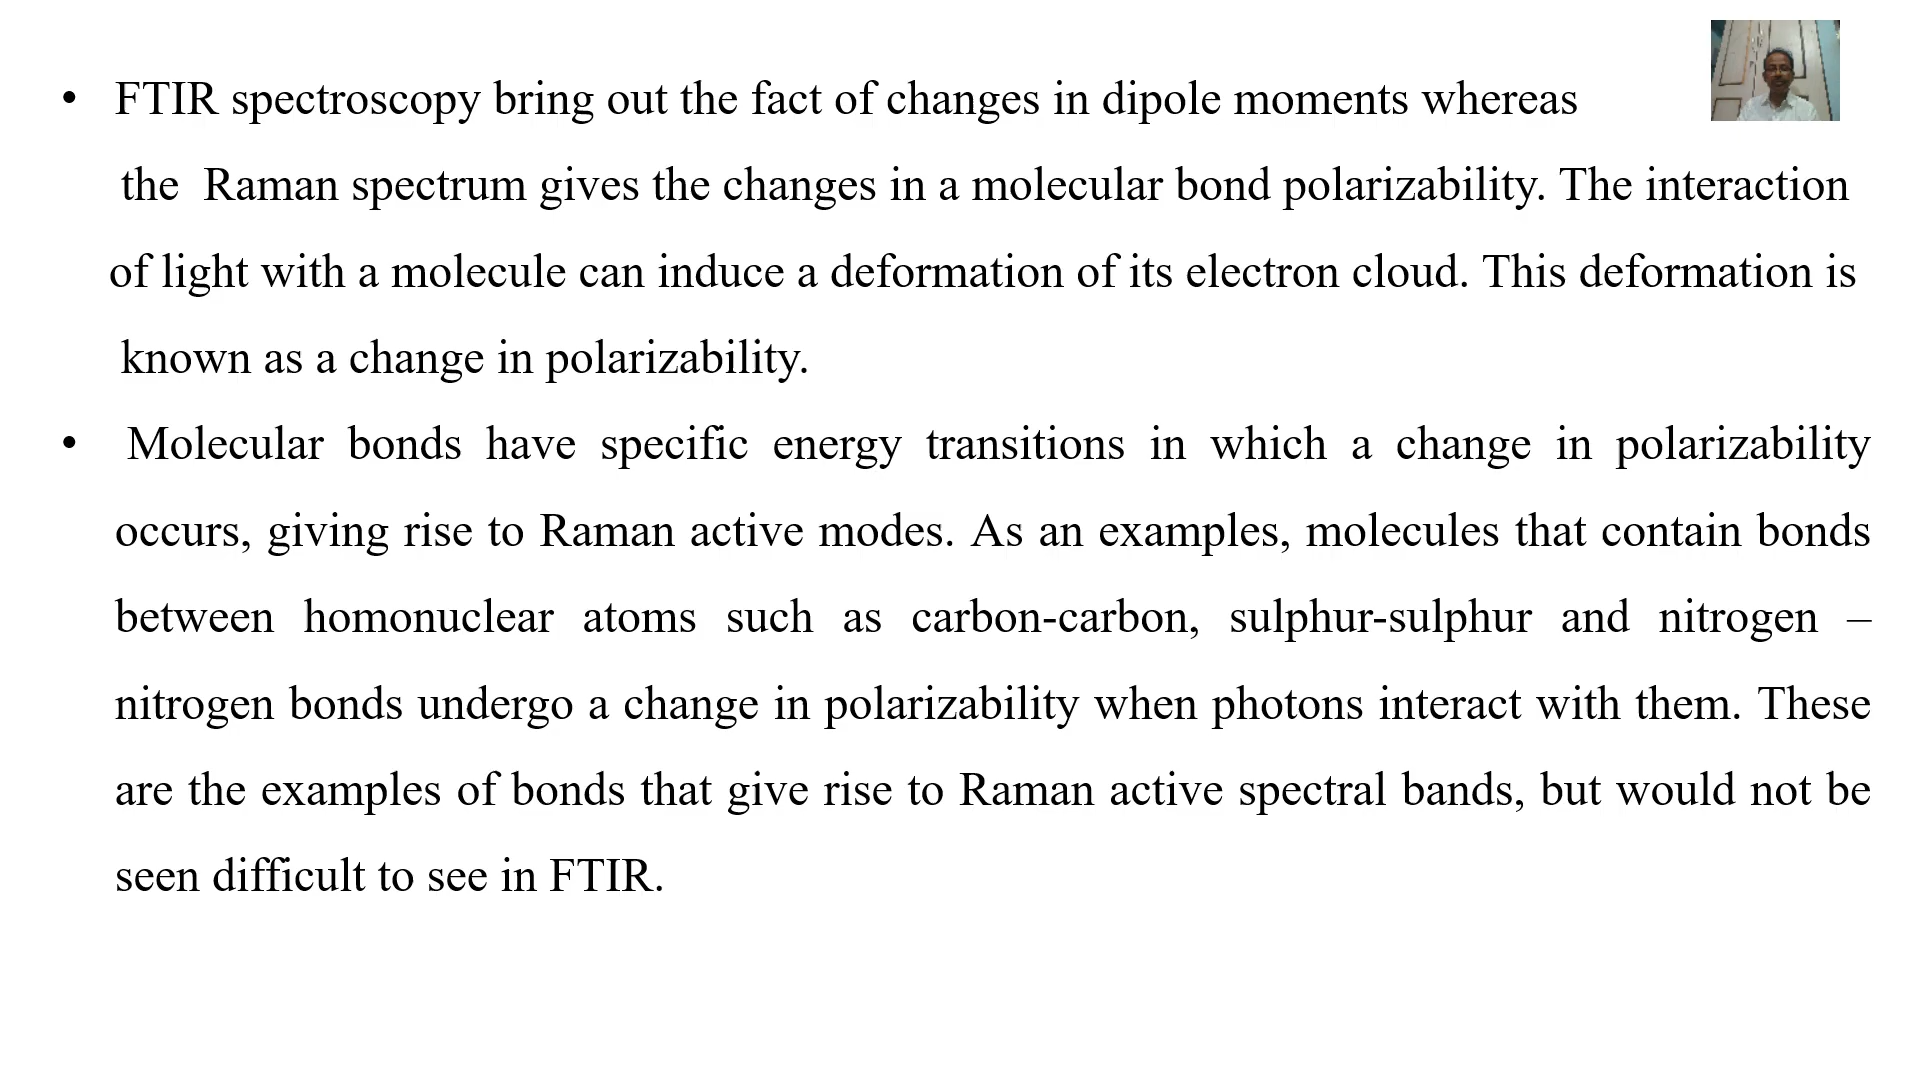 • FTIR spectroscopy bring out the fact of changes in dipole moments whereas
the Raman spectrum gives the changes in a molecular bond polarizability. The interaction
of light with a molecule can induce a deformation of its electron cloud. This deformation is
known as a change in polarizability.
• Molecular bonds have specific energy transitions in which a change in polarizability
occurs, giving rise to Raman active modes. As an examples, molecules that contain bonds
between homonuclear atoms such as carbon-carbon, sulphur-sulphur and nitrogen –
nitrogen bonds undergo a change in polarizability when photons interact with them. These
are the examples of bonds that give rise to Raman active spectral bands, but would not be
seen difficult to see in FTIR.